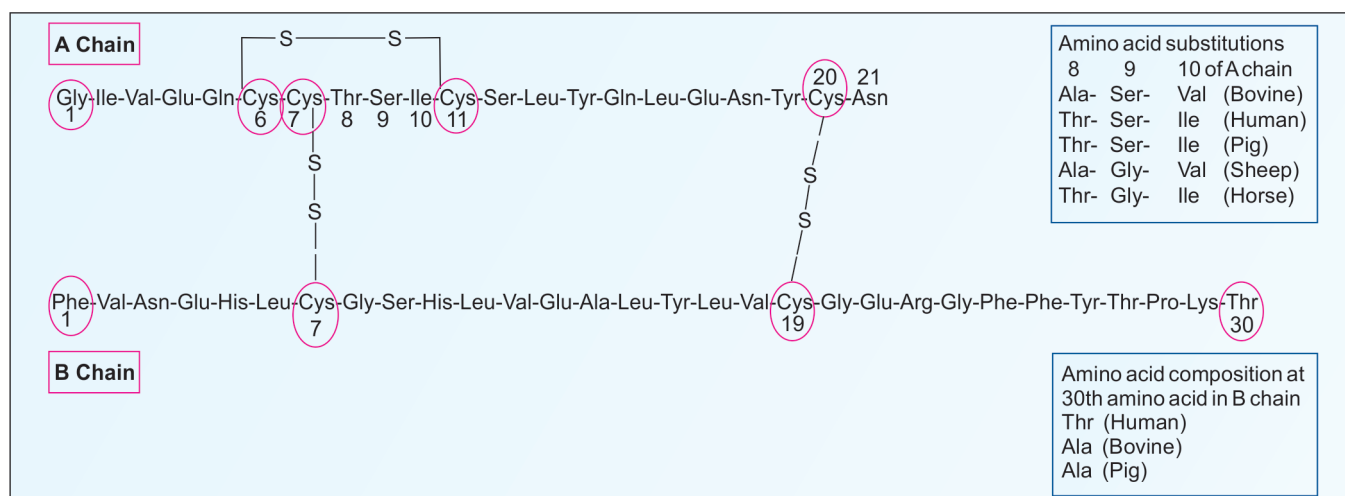 A Chain
S S
Gly-Ile-Val-Glu-Gln-Cys-Cys-Thr-Ser-Ile-Cys-Ser-Leu-Tyr-Gln-Leu-Glu-Asn-Tyr-Cys-Asn
1 6 7 8 9 10 11 20 21
S S
S S
Phe-Val-Asn-Glu-His-Leu-Cys-Gly-Ser-His-Leu-Val-Glu-Ala-Leu-Tyr-Leu-Val-Cys-Gly-Glu-Arg-Gly-Phe-Phe-Tyr-Thr-Pro-Lys-Thr
1 7 19 30
B Chain
Amino acid substitutions
8 9 10 of A chain
Ala- Ser- Val (Bovine)
Thr- Ser- Ile (Human)
Thr- Ser- Ile (Pig)
Ala- Gly- Val (Sheep)
Thr- Gly- Ile (Horse)
Amino acid composition at
30th amino acid in B chain
Thr (Human)
Ala (Bovine)
Ala (Pig)